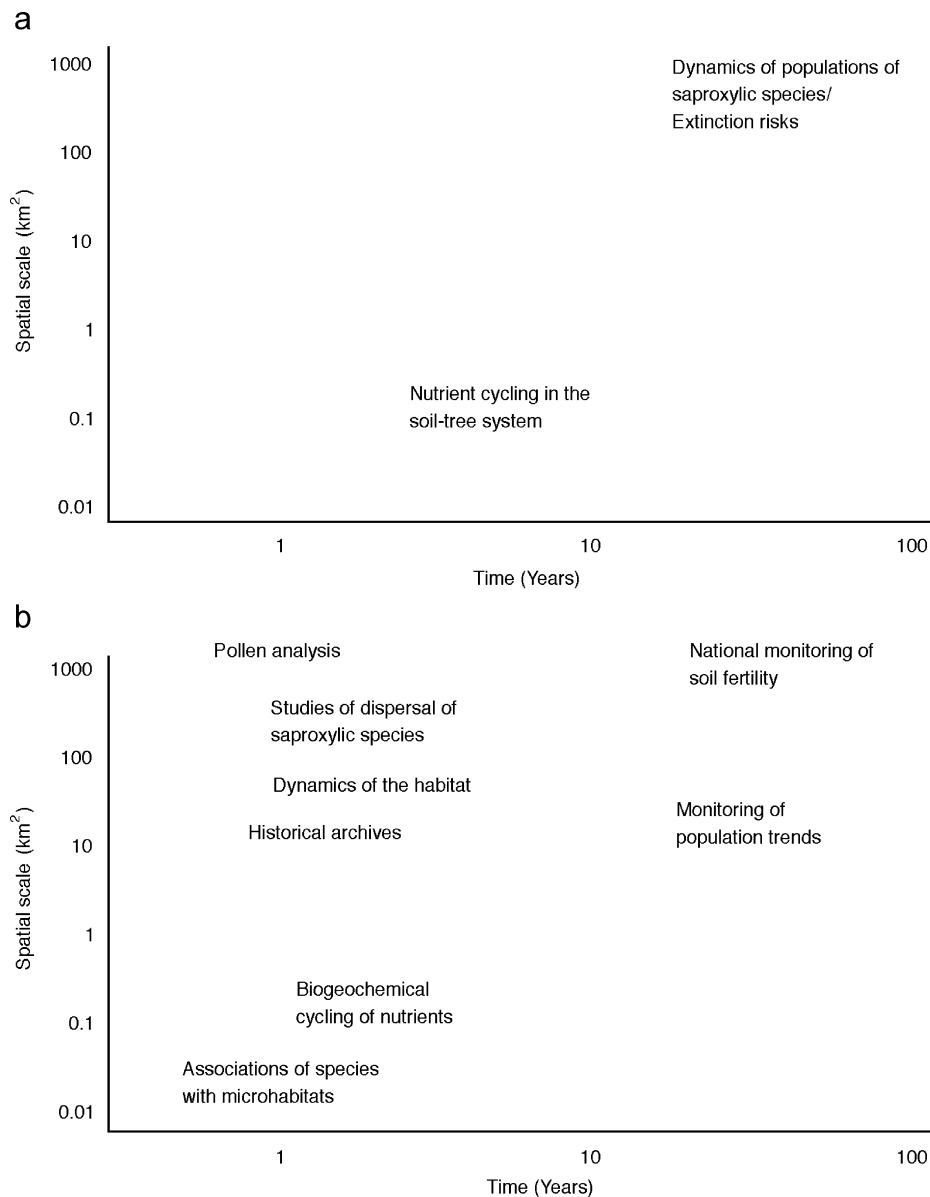 a
1000
100
10
1
0.1
0.01
Spatial scale (km²)
Dynamics of populations of
saproxylic species/
Extinction risks
Nutrient cycling in the
soil-tree system
1
10
100
Time (Years)
b
1000
100
10
1
0.1
0.01
Spatial scale (km²)
Pollen analysis
National monitoring of
soil fertility
Studies of dispersal of
saproxylic species
Dynamics of the habitat
Historical archives
Monitoring of
population trends
Biogeochemical
cycling of nutrients
Associations of species
with microhabitats
1
10
100
Time (Years)